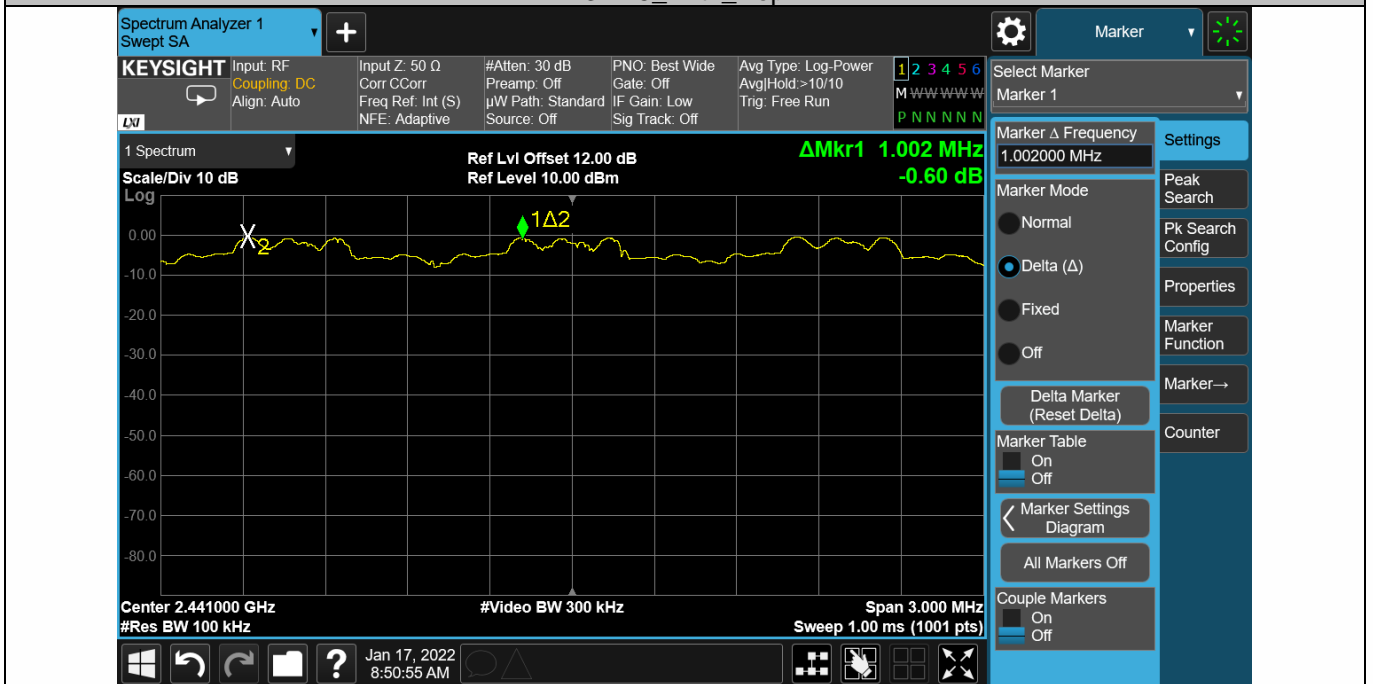 Spectrum Analyzer 1
Swept SA
+
Marker
KEYSIGHT
LXI
Input: RF
Coupling: DC
Align: Auto
Input Z: 50 Ω
Corr CCorr
Freq Ref: Int (S)
NFE: Adaptive
#Atten: 30 dB
Preamp: Off
µW Path: Standard
Source: Off
PNO: Best Wide
Gate: Off
IF Gain: Low
Sig Track: Off
Avg Type: Log-Power
Avg|Hold:>10/10
Trig: Free Run
1 2 3 4 5 6
M W W W W W
P N N N N N
Select Marker
Marker 1
1 Spectrum
Scale/Div 10 dB
Log
Ref Lvl Offset 12.00 dB
Ref Level 10.00 dBm
ΔMkr1 1.002 MHz
-0.60 dB
0.00
-10.0
-20.0
-30.0
-40.0
-50.0
-60.0
-70.0
-80.0
X2
1Δ2
Center 2.441000 GHz
#Res BW 100 kHz
#Video BW 300 kHz
Span 3.000 MHz
Sweep 1.00 ms (1001 pts)
Marker Δ Frequency
1.002000 MHz
Marker Mode
Normal
Delta (Δ)
Fixed
Off
Delta Marker
(Reset Delta)
Marker Table
On
Off
Marker Settings
Diagram
All Markers Off
Couple Markers
On
Off
Settings
Peak
Search
Pk Search
Config
Properties
Marker
Function
Marker→
Counter
?
Jan 17, 2022
8:50:55 AM